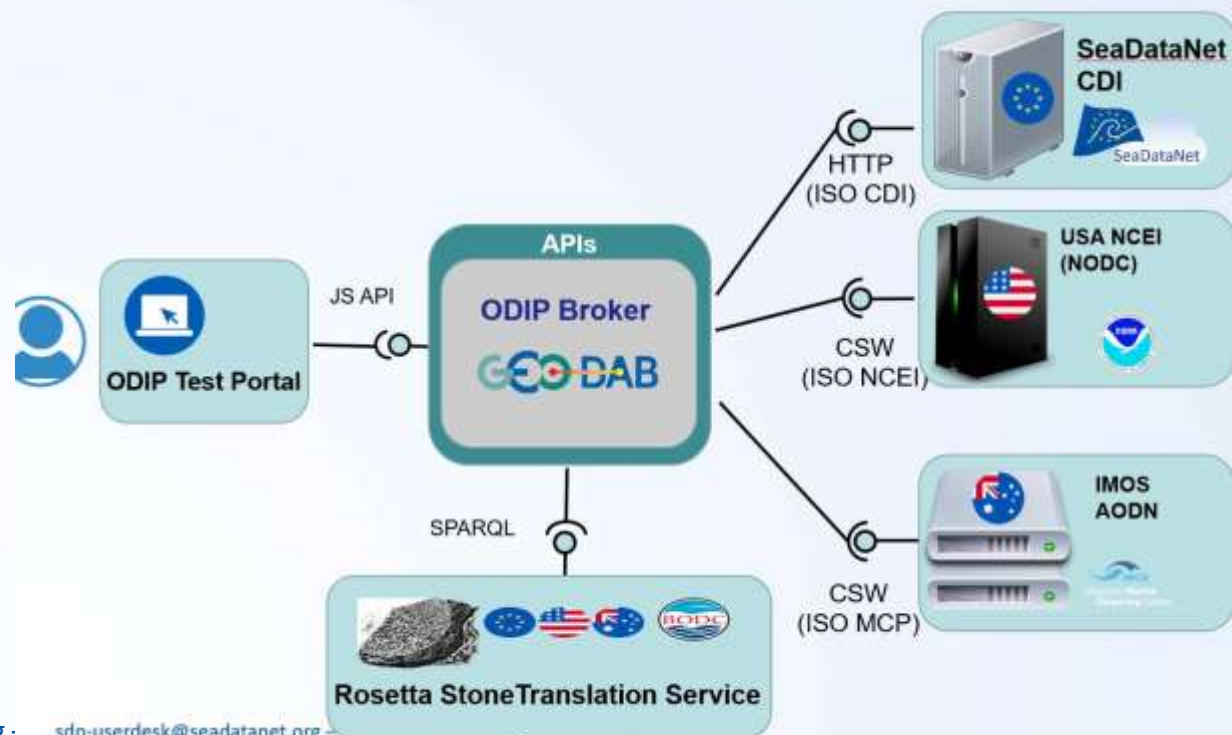 SeaDataNet
CDI
SeaDataNet
HTTP
(ISO CDI)
USA NCEI
(NODC)
CSW
(ISO NCEI)
APIs
ODIP Broker
GEO DAB
JS API
ODIP Test Portal
IMOS
AODN
CSW
(ISO MCP)
SPARQL
BODC
Rosetta StoneTranslation Service
sdn-userdesk@seadatanet.org –